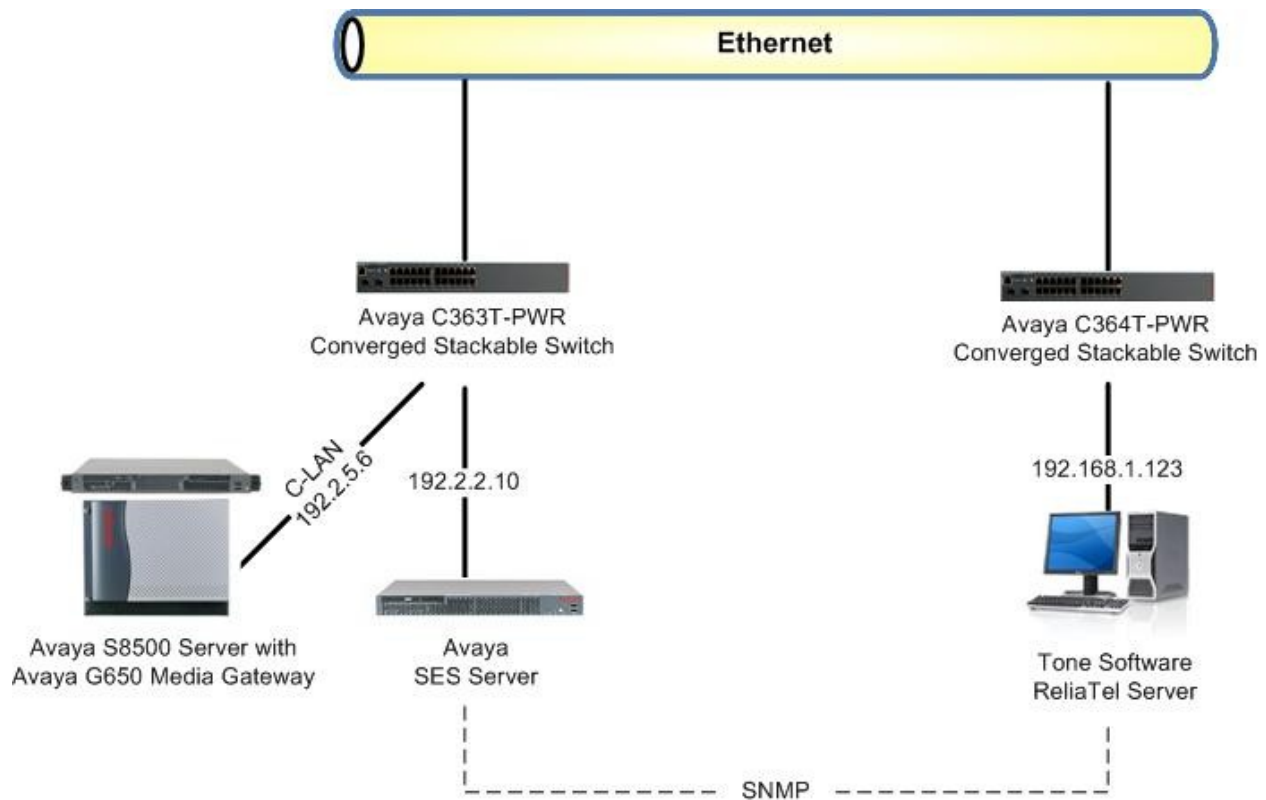 Ethernet
Avaya C363T-PWR
Converged Stackable Switch
Avaya C364T-PWR
Converged Stackable Switch
C-LAN
192.2.5.6
192.2.2.10
192.168.1.123
Avaya S8500 Server with
Avaya G650 Media Gateway
Avaya
SES Server
Tone Software
ReliaTel Server
SNMP